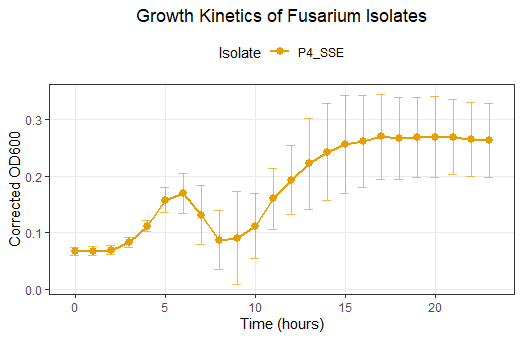 Growth Kinetics of Fusarium Isolates
Isolate P4_SSE
Corrected OD600
0.3
0.2
0.1
0.0
0 5 10 15 20
Time (hours)